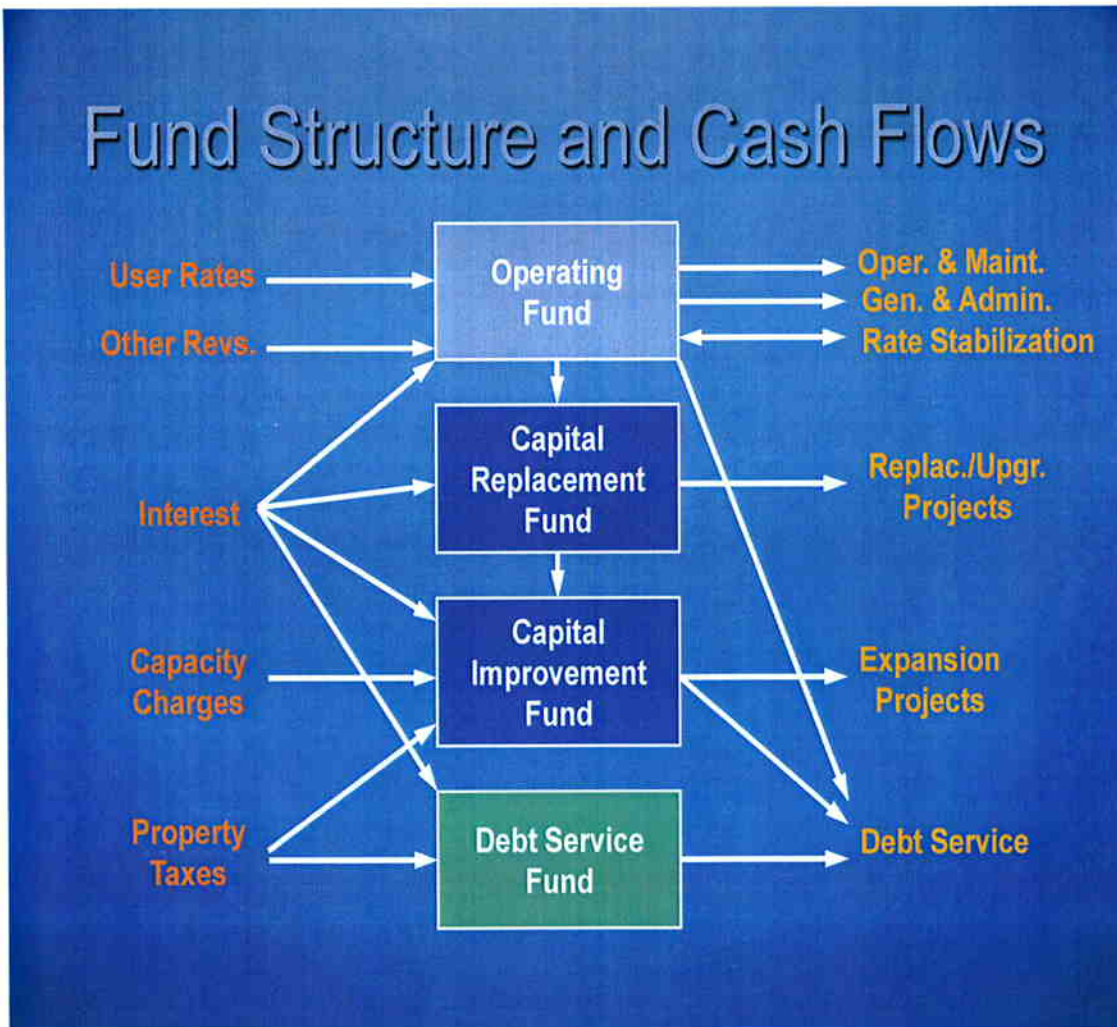 Fund Structure and Cash Flows
User Rates
Other Revs.
Interest
Capacity
Charges
Property
Taxes
Operating
Fund
Capital
Replacement
Fund
Capital
Improvement
Fund
Debt Service
Fund
Oper. & Maint.
Gen. & Admin.
Rate Stabilization
Replac./Upgr.
Projects
Expansion
Projects
Debt Service